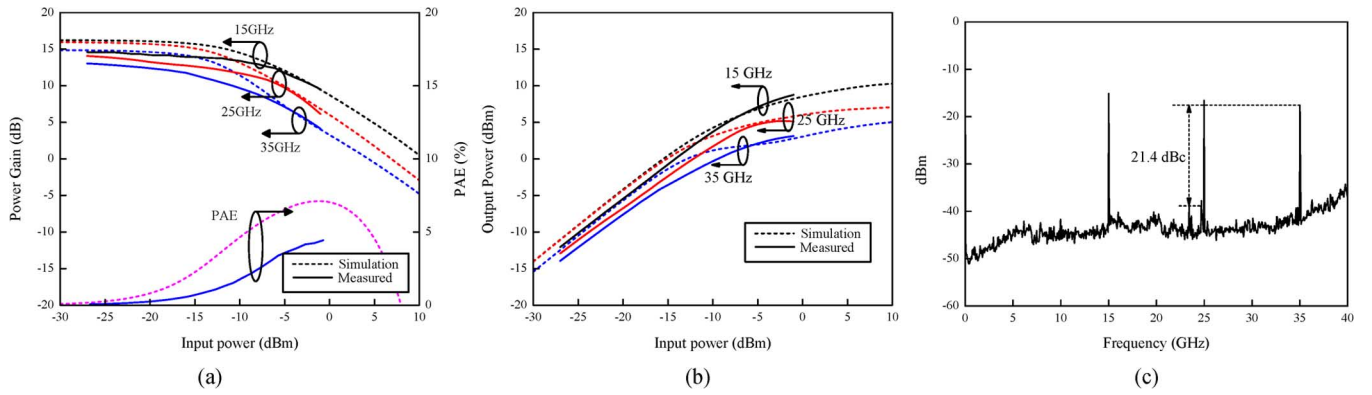 20
15
10
5
0
-5
-10
-15
-20
Power Gain (dB)
20
15
10
5
0
PAE (%)
15GHz
25GHz
35GHz
PAE
Simulation
Measured
-30 -25 -20 -15 -10 -5 0 5 10
Input power (dBm)
(a)
20
15
10
5
0
-5
-10
-15
-20
Output Power (dBm)
15 GHz
25 GHz
35 GHz
Simulation
Measured
-30 -25 -20 -15 -10 -5 0 5 10
Input power (dBm)
(b)
0
-10
-20
-30
-40
-50
-60
dBm
21.4 dBc
0 5 10 15 20 25 30 35 40
Frequency (GHz)
(c)